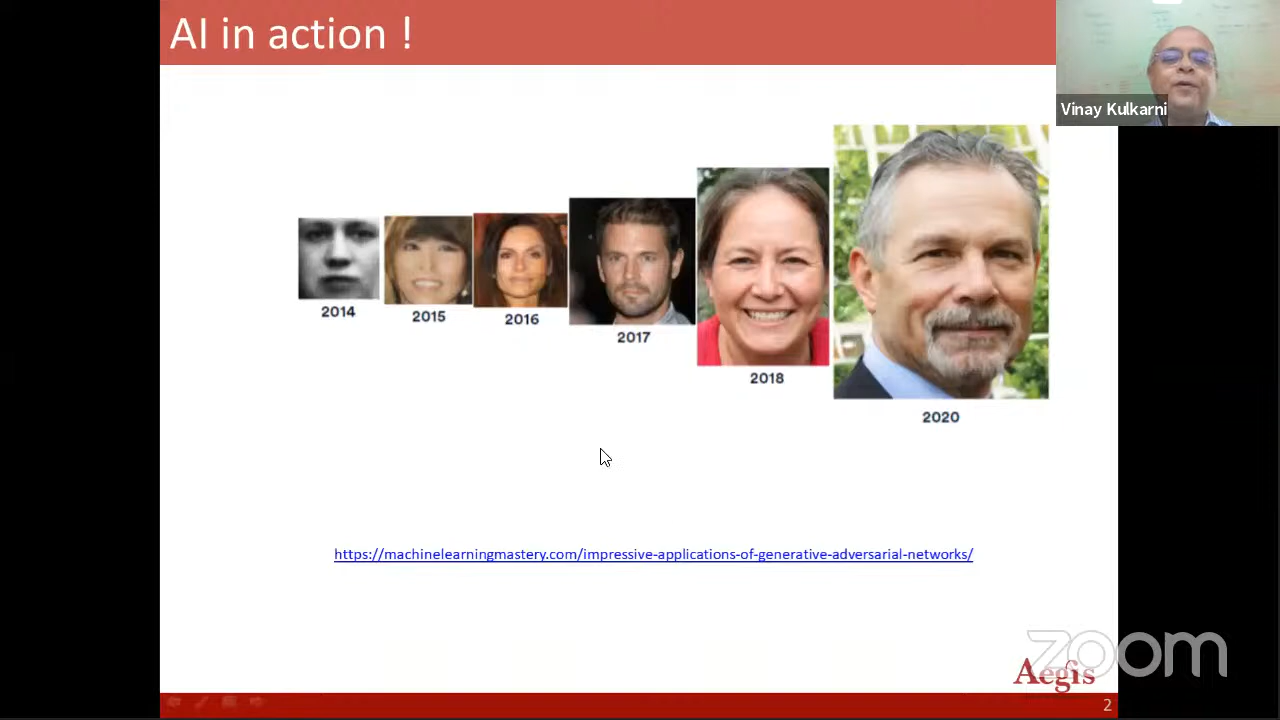 AI in action !
Vinay Kulkarni
2014
2015
2016
2017
2018
2020
https://machinelearningmastery.com/impressive-applications-of-generative-adversarial-networks/
zoom
Aegis
2